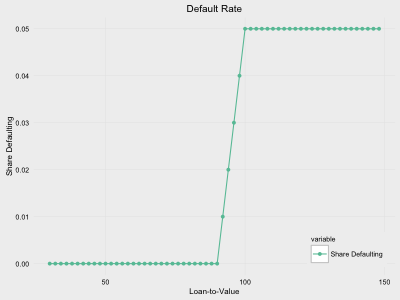 Default Rate
Share Defaulting
0.05
0.04
0.03
0.02
0.01
0.00
variable
Share Defaulting
50
100
150
Loan-to-Value